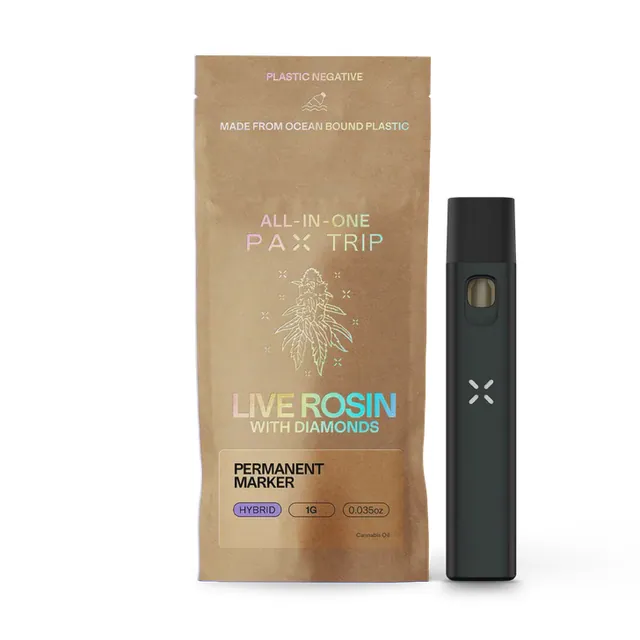 PLASTIC NEGATIVE
MADE FROM OCEAN BOUND PLASTIC
ALL-IN-ONE
PAX TRIP
LIVE ROSIN
WITH DIAMONDS
PERMANENT
MARKER
HYBRID 1G 0.035oz
Cannabis Oil